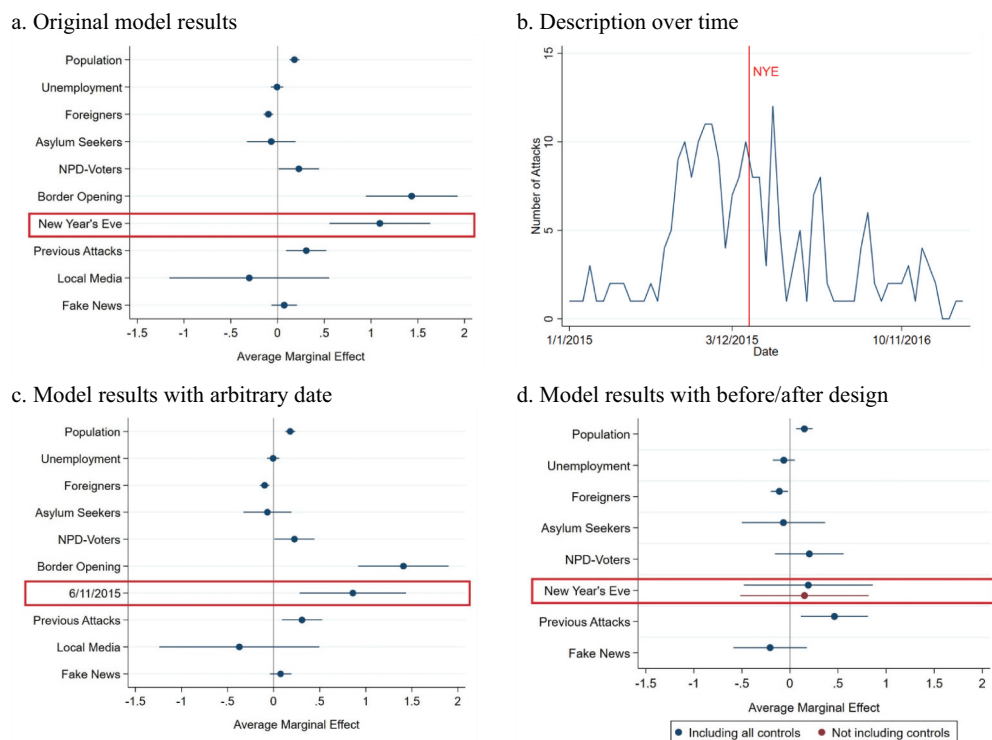 a. Original model results
Population
Unemployment
Foreigners
Asylum Seekers
NPD-Voters
Border Opening
New Year's Eve
Previous Attacks
Local Media
Fake News
-1.5 -1 -.5 0 .5 1 1.5 2
Average Marginal Effect
b. Description over time
15
10
5
0
Number of Attacks
NYE
1/1/2015 3/12/2015 10/11/2016
Date
c. Model results with arbitrary date
Population
Unemployment
Foreigners
Asylum Seekers
NPD-Voters
Border Opening
6/11/2015
Previous Attacks
Local Media
Fake News
-1.5 -1 -.5 0 .5 1 1.5 2
Average Marginal Effect
d. Model results with before/after design
Population
Unemployment
Foreigners
Asylum Seekers
NPD-Voters
New Year's Eve
Previous Attacks
Fake News
-1.5 -1 -.5 0 .5 1 1.5 2
Average Marginal Effect
Including all controls Not including controls